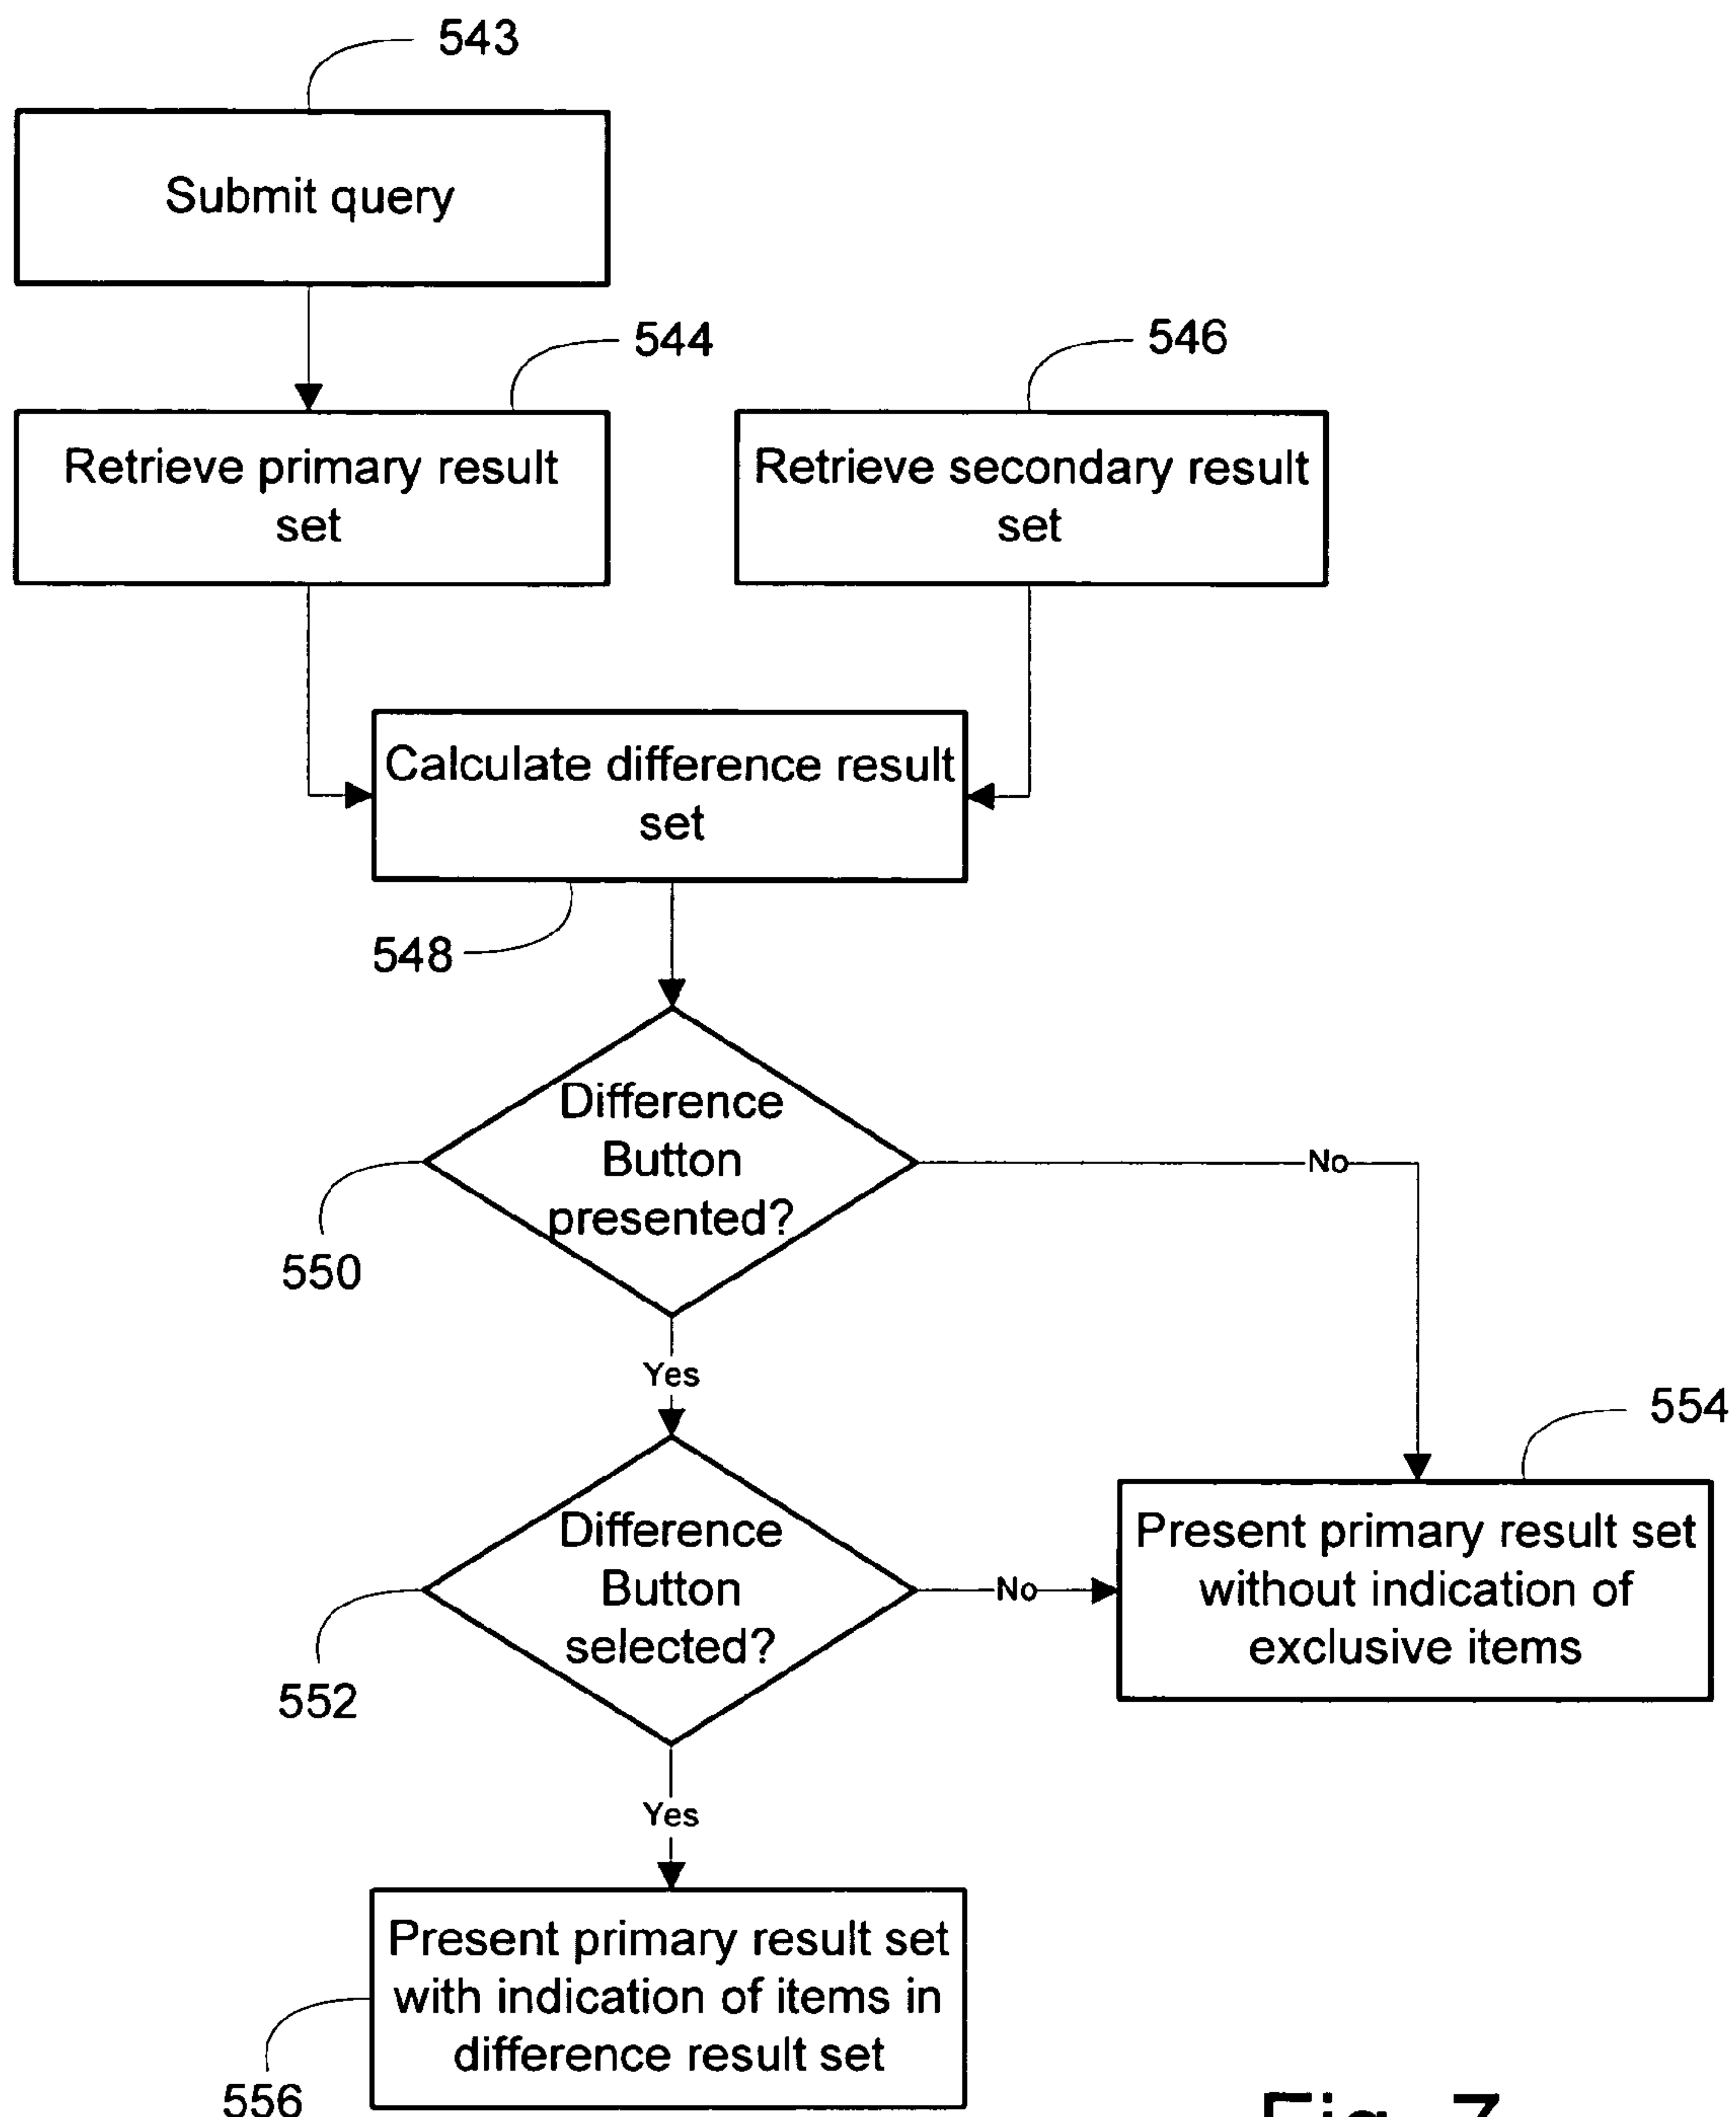 543
Submit query
544
546
Retrieve primary result
set
Retrieve secondary result
set
Calculate difference result
set
548
Difference
Button
presented?
No
550
Yes
554
Difference
Button
selected?
No
Present primary result set
without indication of
exclusive items
552
Yes
Present primary result set
with indication of items in
difference result set
556